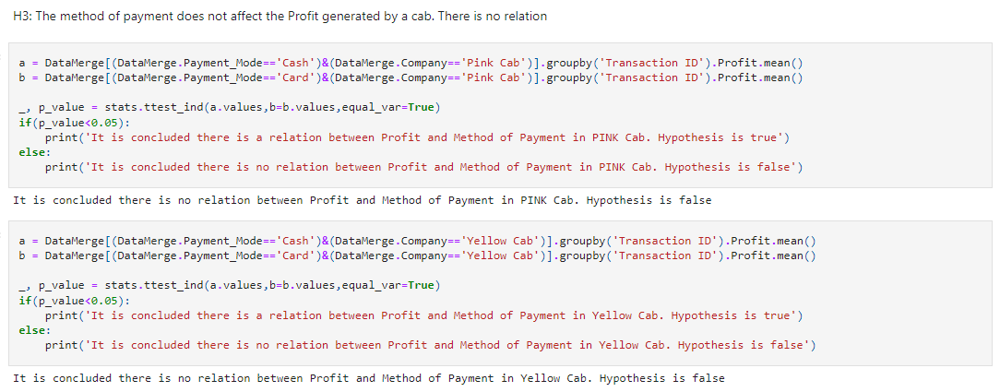 H3: The method of payment does not affect the Profit generated by a cab. There is no relation
a = DataMerge[(DataMerge.Payment_Mode=='Cash')&(DataMerge.Company=='Pink Cab')].groupby('Transaction ID').Profit.mean()
b = DataMerge[(DataMerge.Payment_Mode=='Card')&(DataMerge.Company=='Pink Cab')].groupby('Transaction ID').Profit.mean()
_, p_value = stats.ttest_ind(a.values,b=b.values,equal_var=True)
if(p_value<0.05):
    print('It is concluded there is a relation between Profit and Method of Payment in PINK Cab. Hypothesis is true')
else:
    print('It is concluded there is no relation between Profit and Method of Payment in PINK Cab. Hypothesis is false')
It is concluded there is no relation between Profit and Method of Payment in PINK Cab. Hypothesis is false
a = DataMerge[(DataMerge.Payment_Mode=='Cash')&(DataMerge.Company=='Yellow Cab')].groupby('Transaction ID').Profit.mean()
b = DataMerge[(DataMerge.Payment_Mode=='Card')&(DataMerge.Company=='Yellow Cab')].groupby('Transaction ID').Profit.mean()
_, p_value = stats.ttest_ind(a.values,b=b.values,equal_var=True)
if(p_value<0.05):
    print('It is concluded there is a relation between Profit and Method of Payment in Yellow Cab. Hypothesis is true')
else:
    print('It is concluded there is no relation between Profit and Method of Payment in Yellow Cab. Hypothesis is false')
It is concluded there is no relation between Profit and Method of Payment in Yellow Cab. Hypothesis is false